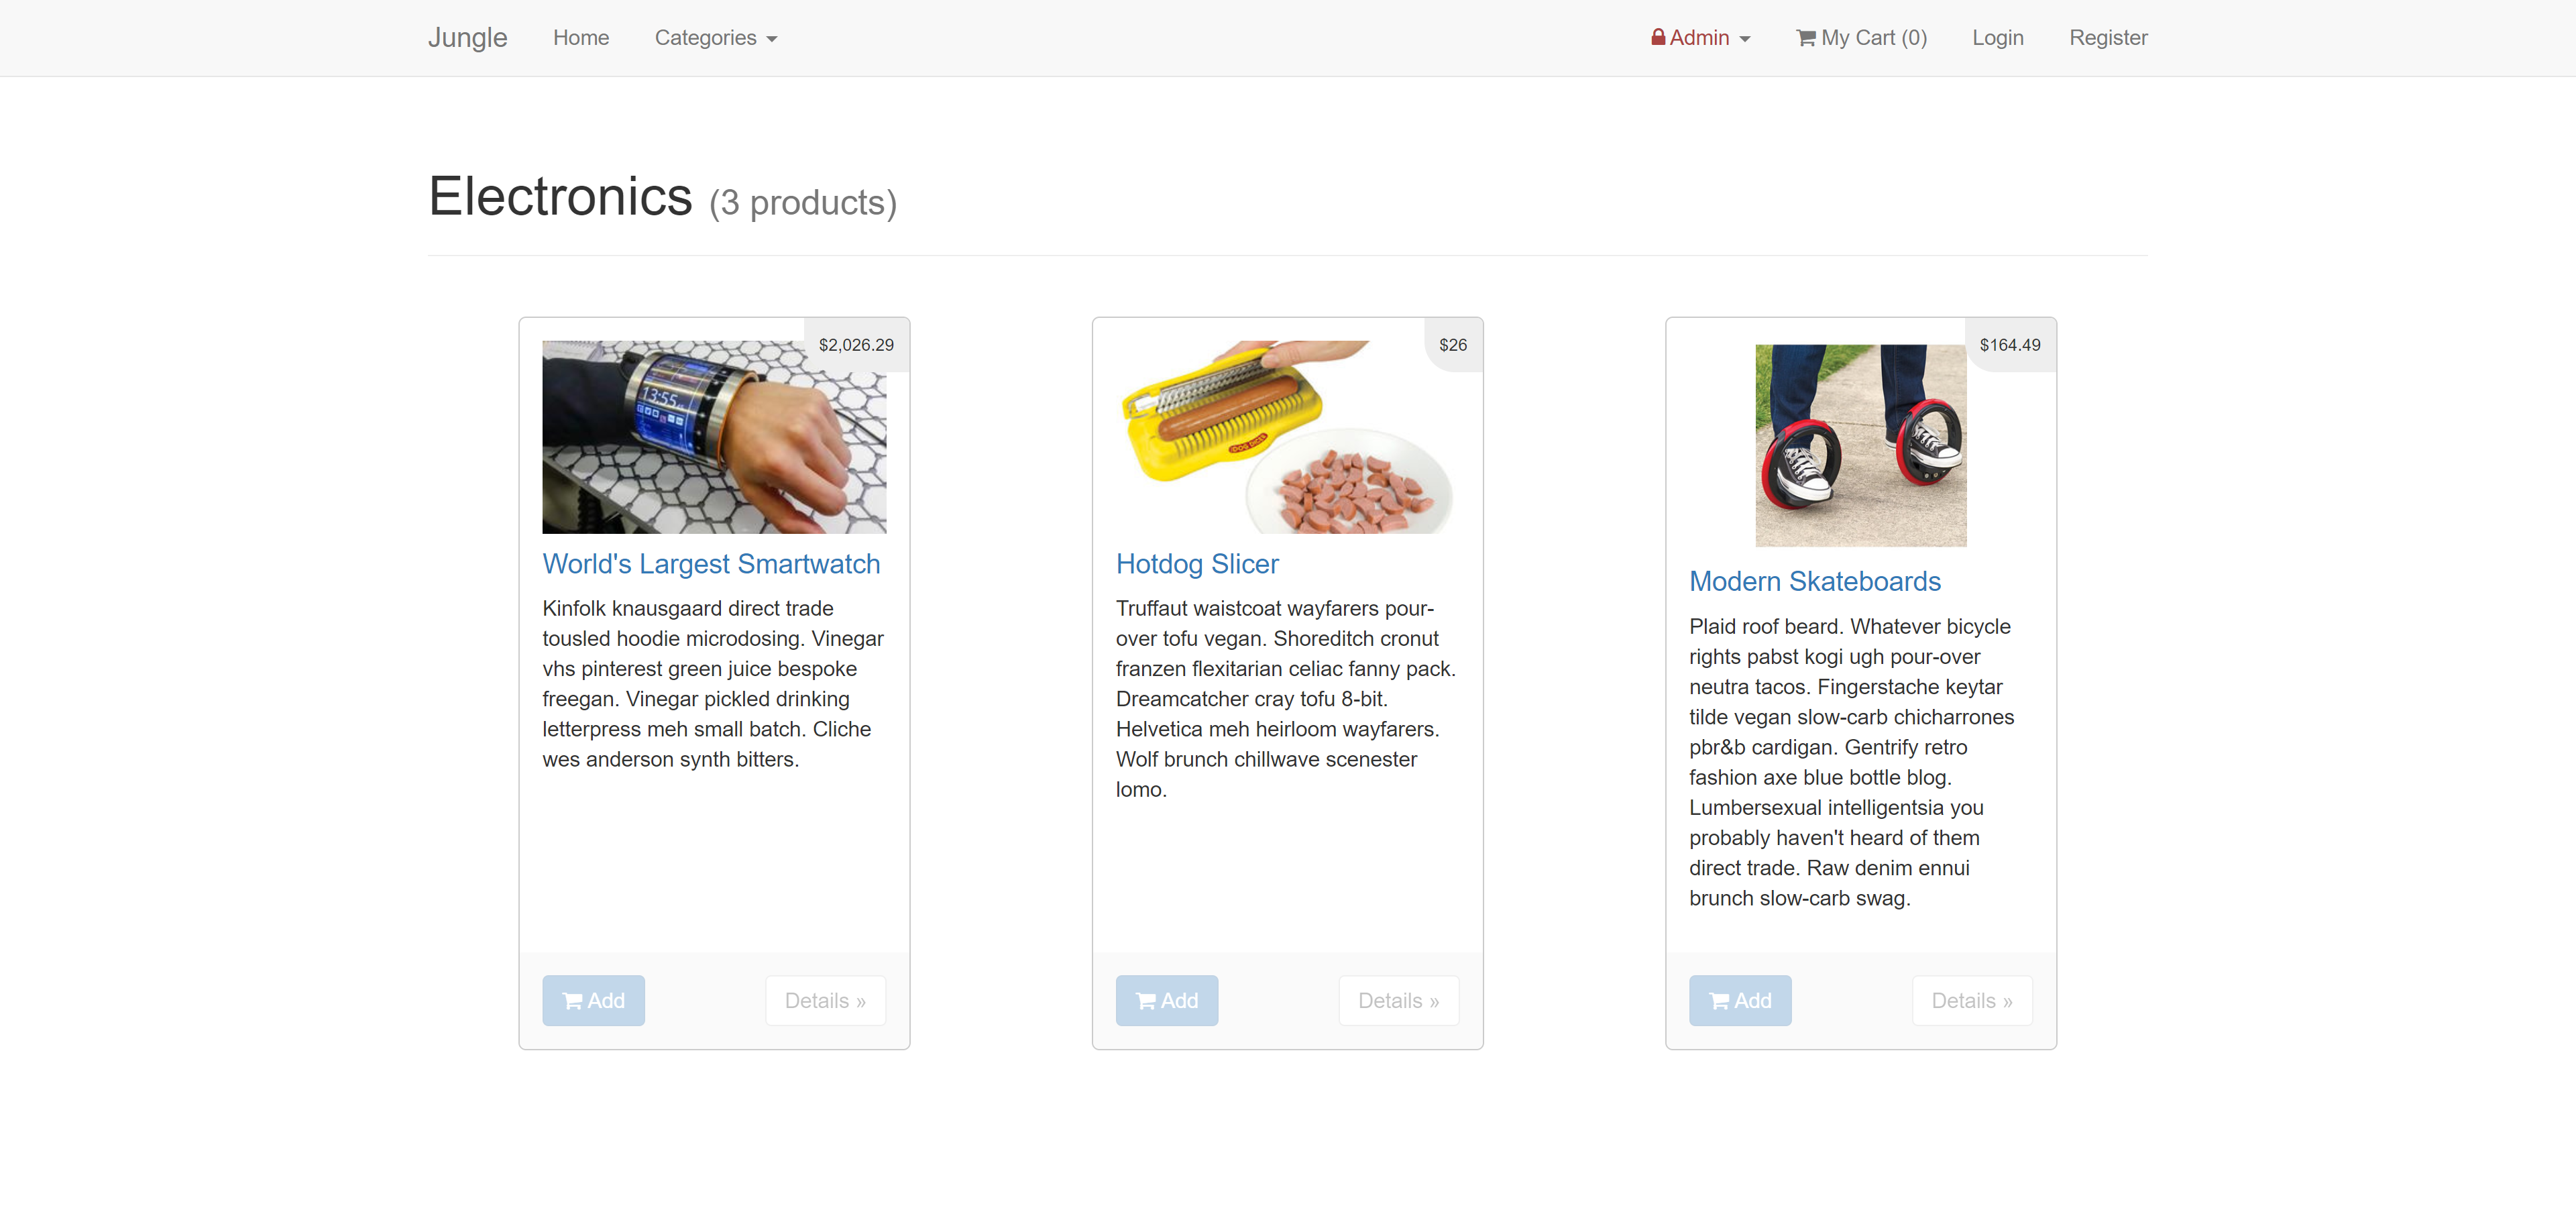 Jungle Home Categories Admin My Cart (0) Login Register
Electronics (3 products)
$2,026.29
13:55
World's Largest Smartwatch
Kinfolk knausgaard direct trade
tousled hoodie microdosing. Vinegar
vhs pinterest green juice bespoke
freegan. Vinegar pickled drinking
letterpress meh small batch. Cliche
wes anderson synth bitters.
Add Details »
$26
Hotdog Slicer
Truffaut waistcoat wayfarers pour-
over tofu vegan. Shoreditch cronut
franzen flexitarian celiac fanny pack.
Dreamcatcher cray tofu 8-bit.
Helvetica meh heirloom wayfarers.
Wolf brunch chillwave scenester
lomo.
Add Details »
$164.49
Modern Skateboards
Plaid roof beard. Whatever bicycle
rights pabst kogi ugh pour-over
neutra tacos. Fingerstache keytar
tilde vegan slow-carb chicharrones
pbr&b cardigan. Gentrify retro
fashion axe blue bottle blog.
Lumbersexual intelligentsia you
probably haven't heard of them
direct trade. Raw denim ennui
brunch slow-carb swag.
Add Details »